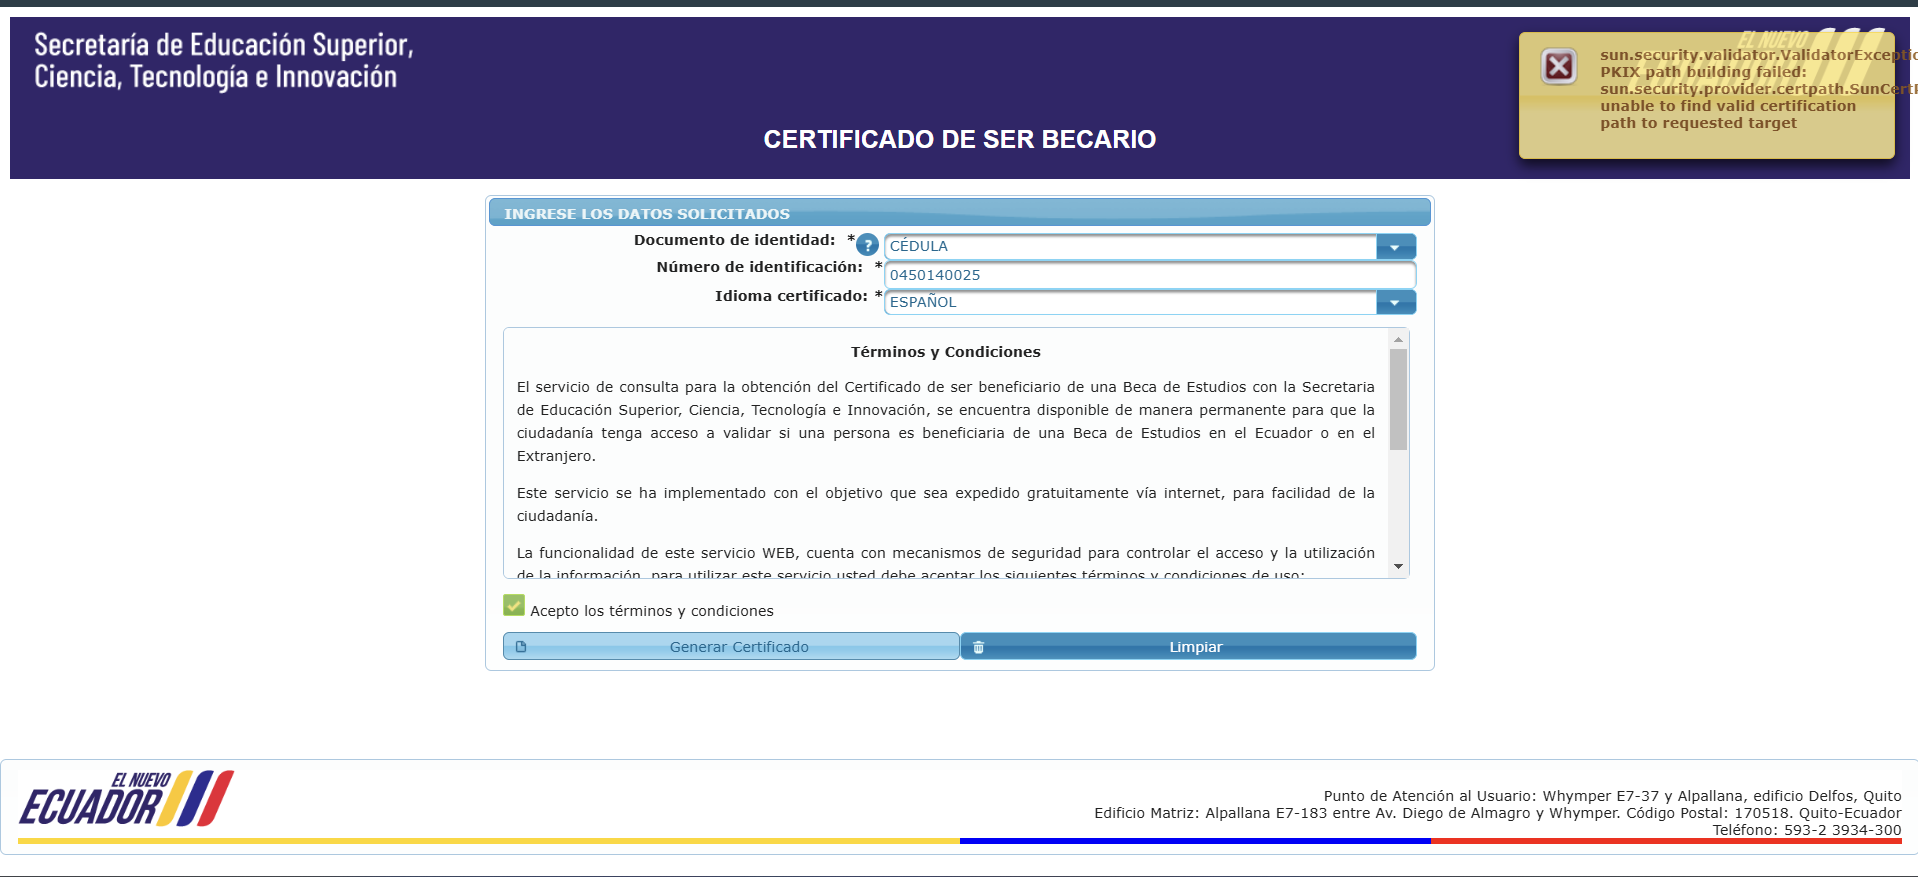 Secretaría de Educación Superior,
Ciencia, Tecnología e Innovación
CERTIFICADO DE SER BECARIO
EL NUEVO
sun.security.validator.ValidatorExcepti
PKIX path building failed:
sun.security.provider.certpath.SunCert
unable to find valid certification
path to requested target
INGRESE LOS DATOS SOLICITADOS
Documento de identidad: * ? CÉDULA
Número de identificación: * 0450140025
Idioma certificado: * ESPAÑOL
Términos y Condiciones
El servicio de consulta para la obtención del Certificado de ser beneficiario de una Beca de Estudios con la Secretaria
de Educación Superior, Ciencia, Tecnología e Innovación, se encuentra disponible de manera permanente para que la
ciudadanía tenga acceso a validar si una persona es beneficiaria de una Beca de Estudios en el Ecuador o en el
Extranjero.
Este servicio se ha implementado con el objetivo que sea expedido gratuitamente vía internet, para facilidad de la
ciudadanía.
La funcionalidad de este servicio WEB, cuenta con mecanismos de seguridad para controlar el acceso y la utilización
de la información, para utilizar este servicio usted debe aceptar los siguientes términos y condiciones de uso:
Acepto los términos y condiciones
Generar Certificado
Limpiar
EL NUEVO
ECUADOR
Punto de Atención al Usuario: Whymper E7-37 y Alpallana, edificio Delfos, Quito
Edificio Matriz: Alpallana E7-183 entre Av. Diego de Almagro y Whymper. Código Postal: 170518. Quito-Ecuador
Teléfono: 593-2 3934-300